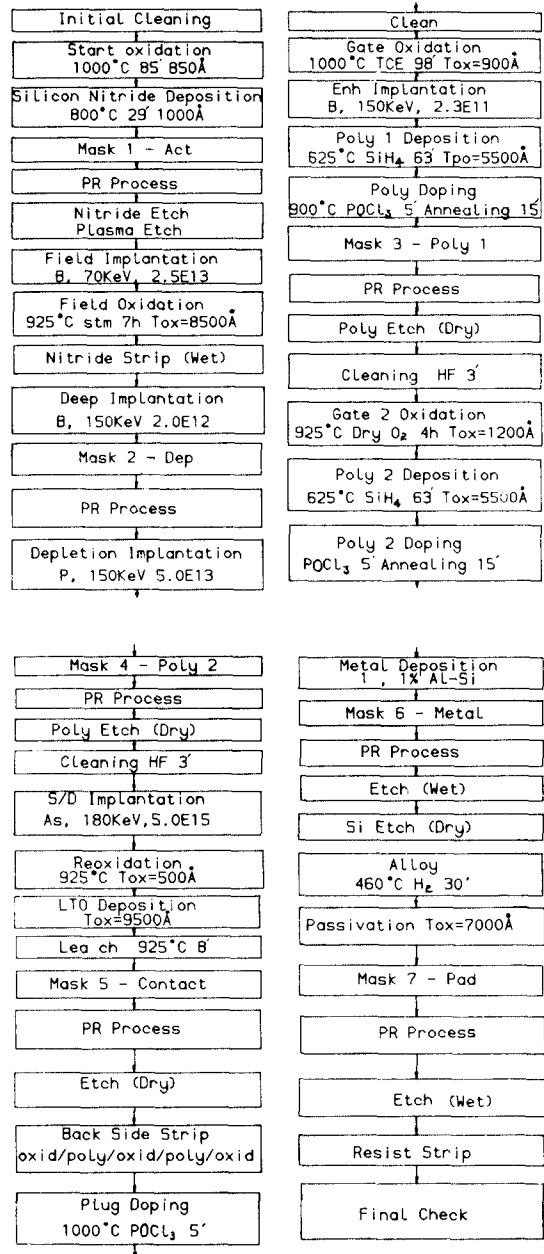 Initial Cleaning
Start oxidation
1000°C 85' 850Å
Silicon Nitride Deposition
800°C 29' 1000Å
Mask 1 - Act
PR Process
Nitride Etch
Plasma Etch
Field Implantation
B, 70KeV, 2.5E13
Field Oxidation
925°C stm 7h Tox=8500Å
Nitride Strip (Wet)
Deep Implantation
B, 150KeV 2.0E12
Mask 2 - Dep
PR Process
Depletion Implantation
P, 150KeV 5.0E13
Clean
Gate Oxidation
1000°C TCE 98' Tox=900Å
Enh Implantation
B, 150KeV, 2.3E11
Poly 1 Deposition
625°C SiH₄ 63' Tpo=5500Å
Poly Doping
900°C POCl₃ 5' Annealing 15'
Mask 3 - Poly 1
PR Process
Poly Etch (Dry)
Cleaning HF 3'
Gate 2 Oxidation
925°C Dry O₂ 4h Tox=1200Å
Poly 2 Deposition
625°C SiH₄ 63' Tox=5500Å
Poly 2 Doping
POCl₃ 5' Annealing 15'
Mask 4 - Poly 2
PR Process
Poly Etch (Dry)
Cleaning HF 3'
S/D Implantation
As, 180KeV,5.0E15
Reoxidation
925°C Tox=500Å
LTO Deposition
Tox=9500Å
Lea ch 925°C 8'
Mask 5 - Contact
PR Process
Etch (Dry)
Back Side Strip
oxid/poly/oxid/poly/oxid
Plug Doping
1000°C POCl₃ 5'
Metal Deposition
1 , 1% Al-Si
Mask 6 - Metal
PR Process
Etch (Wet)
Si Etch (Dry)
Alloy
460°C H₂ 30'
Passivation Tox=7000Å
Mask 7 - Pad
PR Process
Etch (Wet)
Resist Strip
Final Check